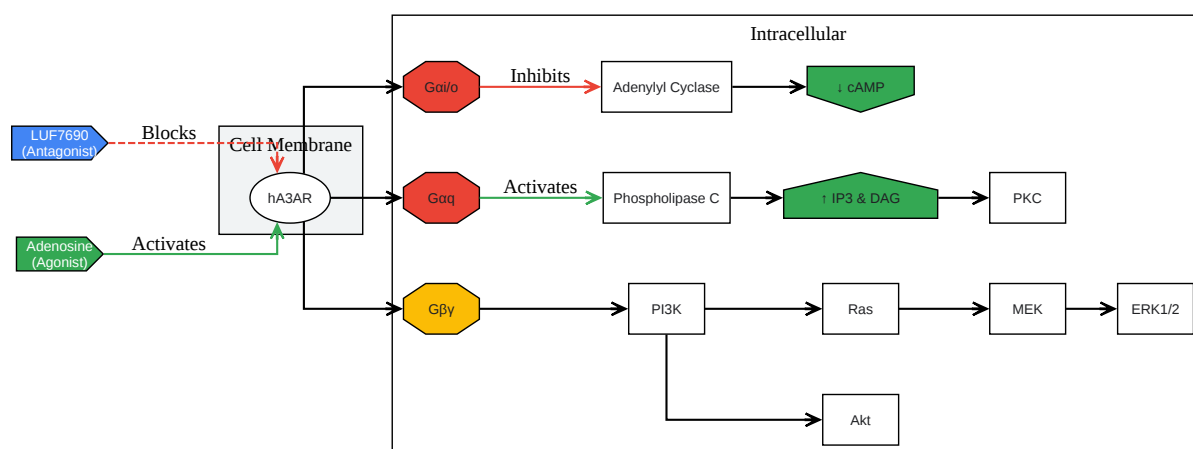 Intracellular
Gαi/o
Inhibits
Adenylyl Cyclase
↓ cAMP
LUF7690
(Antagonist)
Blocks
Cell Membrane
hA3AR
Gαq
Activates
Phospholipase C
↑ IP3 & DAG
PKC
Adenosine
(Agonist)
Activates
Gβγ
PI3K
Ras
MEK
ERK1/2
Akt